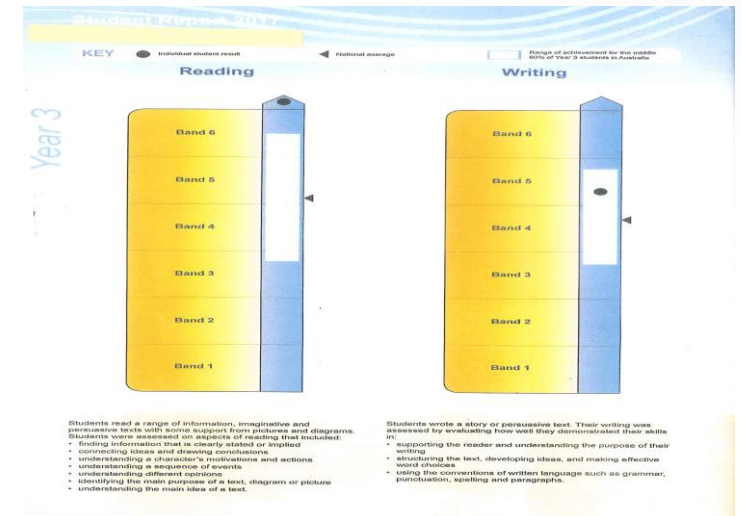 Student Report 2017
KEY
Individual student result
National average
Range of achievement for the middle
60% of Year 3 students in Australia
Year 3
Reading
Band 6
Band 5
Band 4
Band 3
Band 2
Band 1
Students read a range of information, imaginative and
persuasive texts with some support from pictures and diagrams.
Students were assessed on aspects of reading that included:
• finding information that is clearly stated or implied
• connecting ideas and drawing conclusions
• understanding a character's motivations and actions
• understanding a sequence of events
• understanding different opinions
• identifying the main purpose of a text, diagram or picture
• understanding the main idea of a text.
Writing
Band 6
Band 5
Band 4
Band 3
Band 2
Band 1
Students wrote a story or persuasive text. Their writing was
assessed by evaluating how well they demonstrated their skills
in:
• supporting the reader and understanding the purpose of their
writing
• structuring the text, developing ideas, and making effective
word choices
• using the conventions of written language such as grammar,
punctuation, spelling and paragraphs.